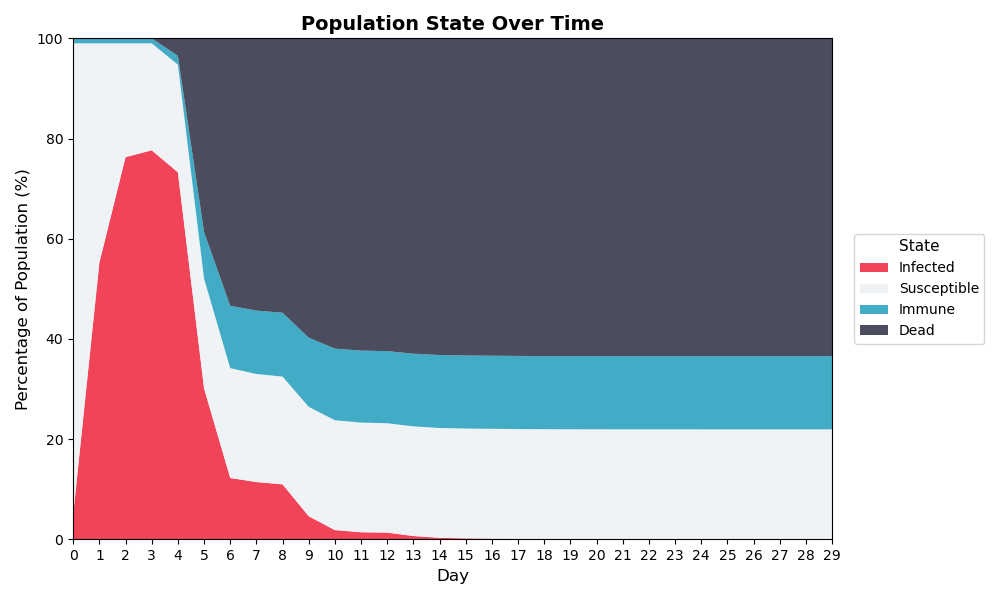 Population State Over Time
Percentage of Population (%)
100
80
60
40
20
0
0 1 2 3 4 5 6 7 8 9 10 11 12 13 14 15 16 17 18 19 20 21 22 23 24 25 26 27 28 29
Day
State
Infected
Susceptible
Immune
Dead